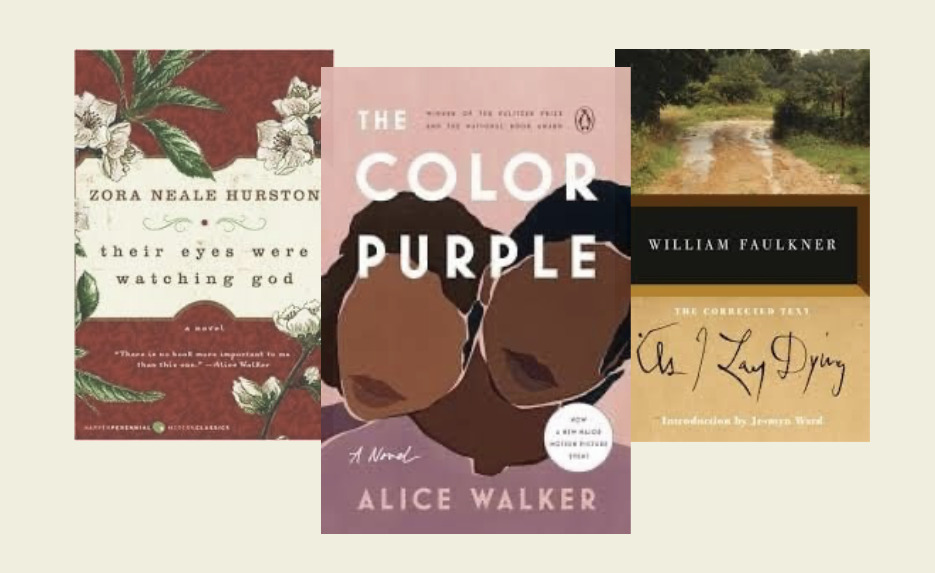 ZORA NEALE HURSTON
their eyes were
watching god
a novel
"There is no book more important to me
than this one." —Alice Walker
HARPERPERENNIAL MODERNCLASSICS
THE
WINNER OF THE PULITZER PRIZE
AND THE NATIONAL BOOK AWARD
COLOR
PURPLE
NOW
A NEW MAJOR
MOTION PICTURE
EVENT
A Novel
ALICE WALKER
WILLIAM FAULKNER
THE CORRECTED TEXT
As I Lay Dying
Introduction by Jesmyn Ward